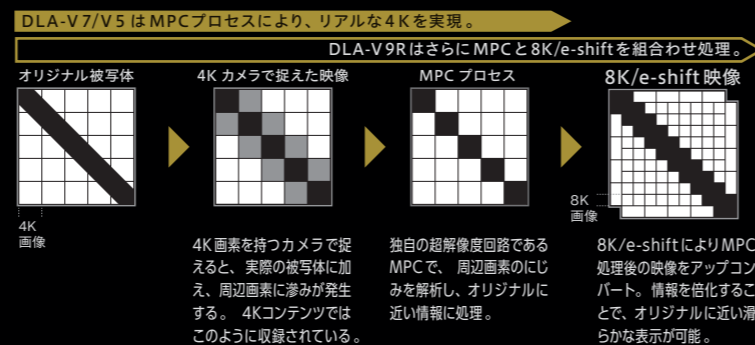 DLA-V7/V5 はMPCプロセスにより、リアルな4Kを実現。
DLA-V9RはさらにMPCと8K/e-shiftを組合わせ処理。
オリジナル被写体
4K カメラで捉えた映像
MPC プロセス
8K/e-shift 映像
4K
画像
8K
画像
4K画素を持つカメラで捉
えると、実際の被写体に加
え、周辺画素に滲みが発生
する。 4Kコンテンツでは
このように収録されている。
独自の超解像度回路である
MPCで、 周辺画素のにじ
みを解析し、オリジナルに
近い情報に処理。
8K/e-shiftによりMPC
処理後の映像をアップコン
バート。情報を倍化するこ
とで、オリジナルに近い滑
らかな表示が可能。